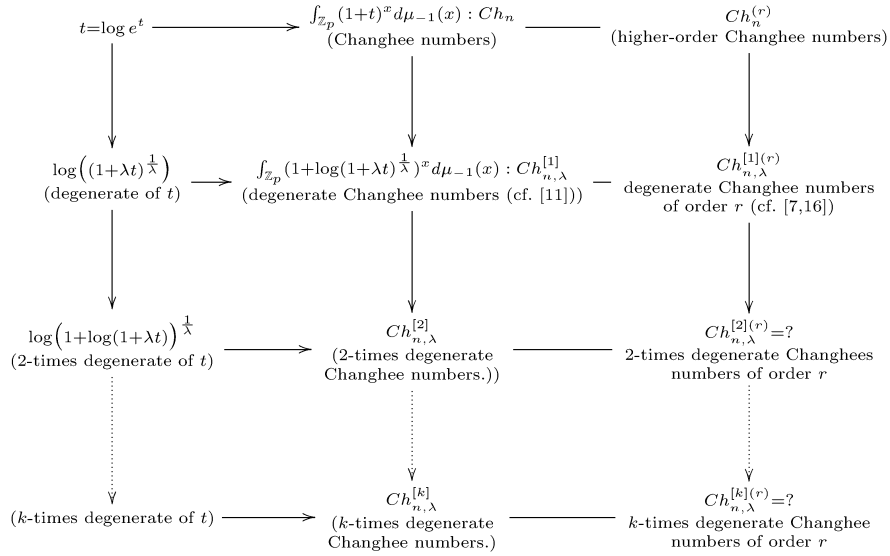 t=log e^t
∫_{ℤ_p} (1+t)^x dμ_{−1}(x) : Ch_n
(Changhee numbers)
Ch_n^{(r)}
(higher-order Changhee numbers)
log((1+λt)^{1/λ})
(degenerate of t)
∫_{ℤ_p} (1+log(1+λt)^{1/λ})^x dμ_{−1}(x) : Ch_{n,λ}^{[1]}
(degenerate Changhee numbers (cf. [11]))
Ch_{n,λ}^{[1](r)}
degenerate Changhee numbers
of order r (cf. [7,16])
log(1+log(1+λt))^{1/λ}
(2-times degenerate of t)
Ch_{n,λ}^{[2]}
(2-times degenerate
Changhee numbers.))
Ch_{n,λ}^{[2](r)}=?
2-times degenerate Changhees
numbers of order r
(k-times degenerate of t)
Ch_{n,λ}^{[k]}
(k-times degenerate
Changhee numbers.)
Ch_{n,λ}^{[k](r)}=?
k-times degenerate Changhee
numbers of order r